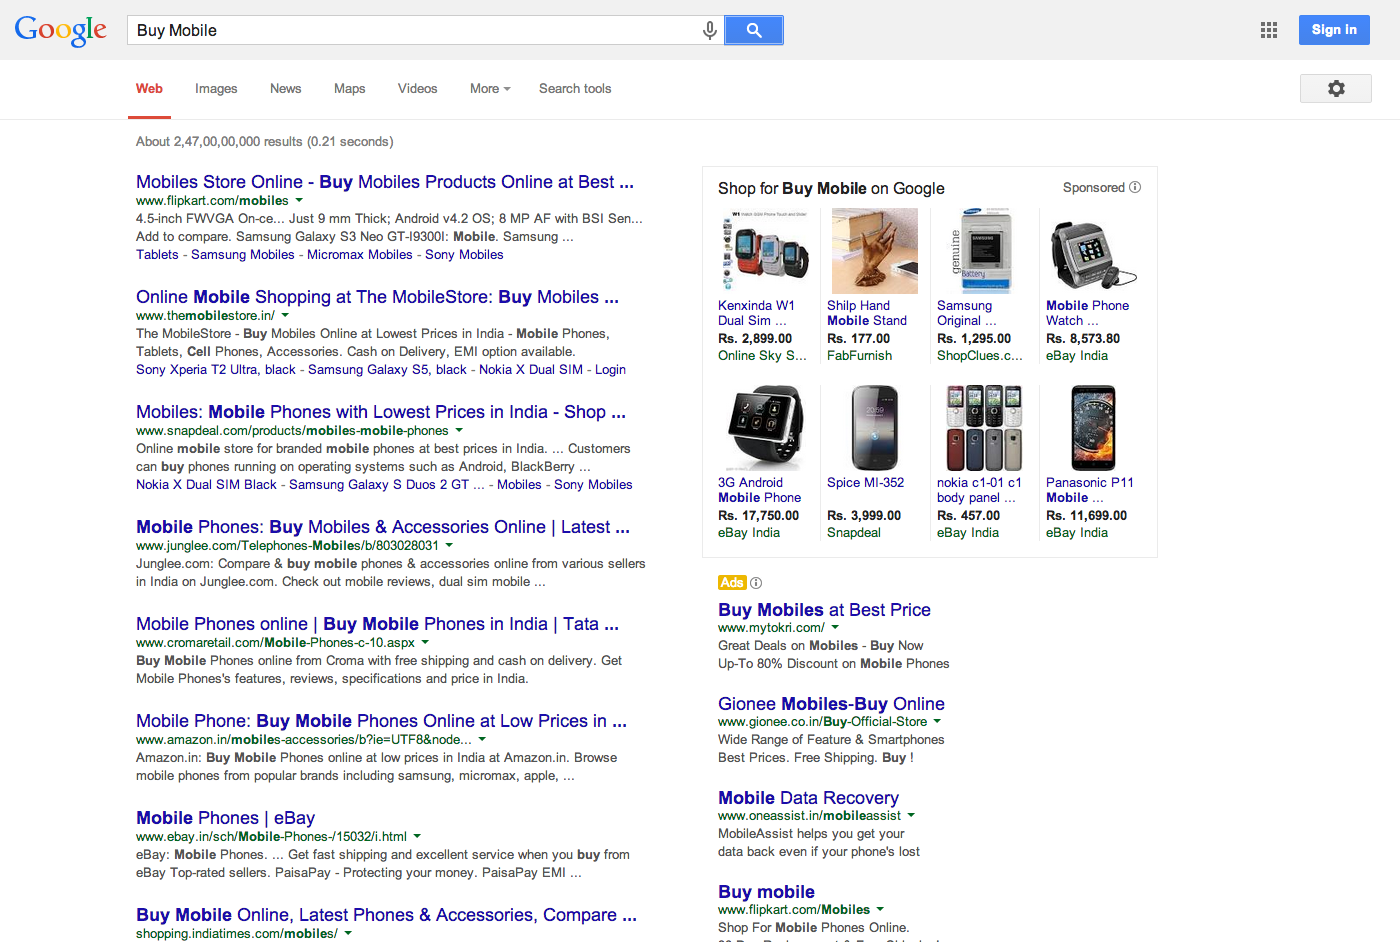 Google
Buy Mobile
Sign in
Web Images News Maps Videos More Search tools
About 2,47,00,00,000 results (0.21 seconds)
Mobiles Store Online - Buy Mobiles Products Online at Best ...
www.flipkart.com/mobiles
4.5-inch FWVGA On-ce... Just 9 mm Thick; Android v4.2 OS; 8 MP AF with BSI Sen...
Add to compare. Samsung Galaxy S3 Neo GT-I9300I: Mobile. Samsung ...
Tablets - Samsung Mobiles - Micromax Mobiles - Sony Mobiles
Online Mobile Shopping at The MobileStore: Buy Mobiles ...
www.themobilestore.in/
The MobileStore - Buy Mobiles Online at Lowest Prices in India - Mobile Phones,
Tablets, Cell Phones, Accessories. Cash on Delivery, EMI option available.
Sony Xperia T2 Ultra, black - Samsung Galaxy S5, black - Nokia X Dual SIM - Login
Mobiles: Mobile Phones with Lowest Prices in India - Shop ...
www.snapdeal.com/products/mobiles-mobile-phones
Online mobile store for branded mobile phones at best prices in India. ... Customers
can buy phones running on operating systems such as Android, BlackBerry ...
Nokia X Dual SIM Black - Samsung Galaxy S Duos 2 GT ... - Mobiles - Sony Mobiles
Mobile Phones: Buy Mobiles & Accessories Online | Latest ...
www.junglee.com/Telephones-Mobiles/b/803028031
Junglee.com: Compare & buy mobile phones & accessories online from various sellers
in India on Junglee.com. Check out mobile reviews, dual sim mobile ...
Mobile Phones online | Buy Mobile Phones in India | Tata ...
www.cromaretail.com/Mobile-Phones-c-10.aspx
Buy Mobile Phones online from Croma with free shipping and cash on delivery. Get
Mobile Phones's features, reviews, specifications and price in India.
Mobile Phone: Buy Mobile Phones Online at Low Prices in ...
www.amazon.in/mobiles-accessories/b?ie=UTF8&node...
Amazon.in: Buy Mobile Phones online at low prices in India at Amazon.in. Browse
mobile phones from popular brands including samsung, micromax, apple, ...
Mobile Phones | eBay
www.ebay.in/sch/Mobile-Phones-/15032/i.html
eBay: Mobile Phones. ... Get fast shipping and excellent service when you buy from
eBay Top-rated sellers. PaisaPay - Protecting your money. PaisaPay EMI ...
Buy Mobile Online, Latest Phones & Accessories, Compare ...
shopping.indiatimes.com/mobiles/
Shop for Buy Mobile on Google Sponsored
genuine
Battery
SAMSUNG
Kenxinda W1
Dual Sim ...
Rs. 2,899.00
Online Sky S...
Shilp Hand
Mobile Stand
Rs. 177.00
FabFurnish
Samsung
Original ...
Rs. 1,295.00
ShopClues.c...
Mobile Phone
Watch ...
Rs. 8,573.80
eBay India
20:59
3G Android
Mobile Phone
Rs. 17,750.00
eBay India
Spice MI-352
Rs. 3,999.00
Snapdeal
nokia c1-01 c1
body panel ...
Rs. 457.00
eBay India
Panasonic P11
Mobile ...
Rs. 11,699.00
eBay India
Ads
Buy Mobiles at Best Price
www.mytokri.com/
Great Deals on Mobiles - Buy Now
Up-To 80% Discount on Mobile Phones
Gionee Mobiles-Buy Online
www.gionee.co.in/Buy-Official-Store
Wide Range of Feature & Smartphones
Best Prices. Free Shipping. Buy !
Mobile Data Recovery
www.oneassist.in/mobileassist
MobileAssist helps you get your
data back even if your phone's lost
Buy mobile
www.flipkart.com/Mobiles
Shop For Mobile Phones Online.